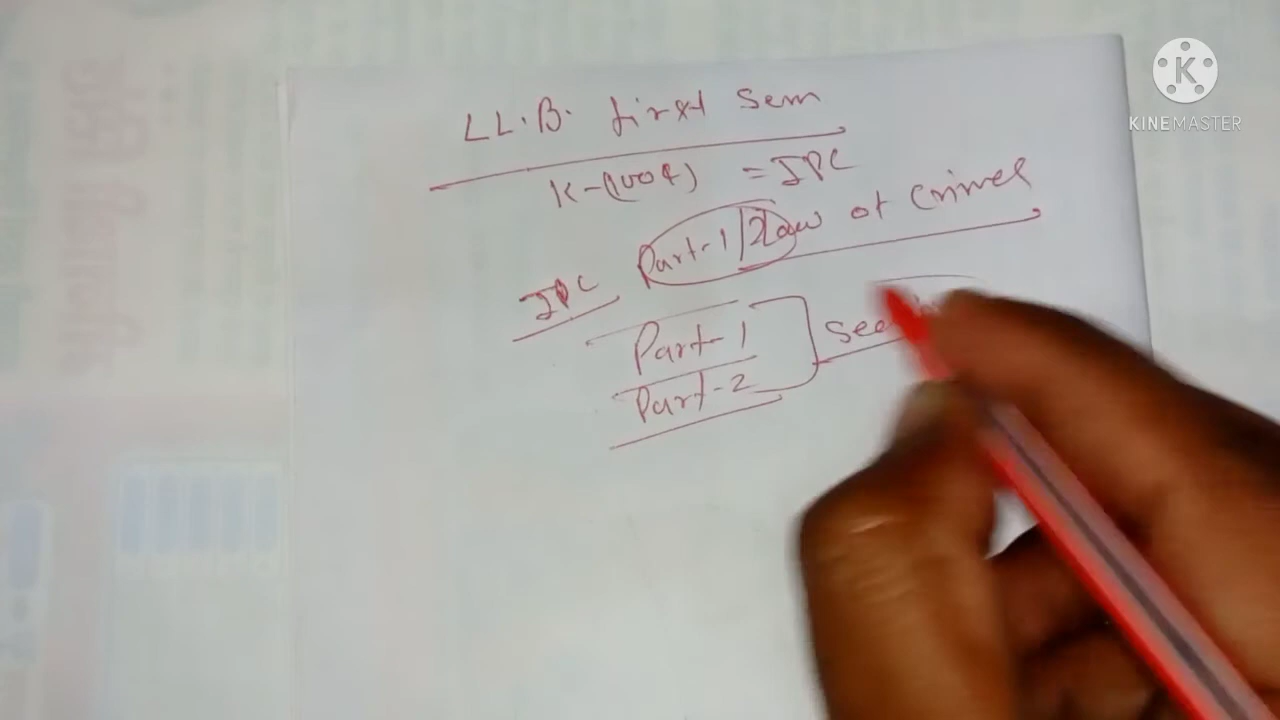 LL.B. first Sem
K-(1004) = IPC
Part-1/2 Law of Crimes
IPC
Part-1
Part-2
KINEMASTER